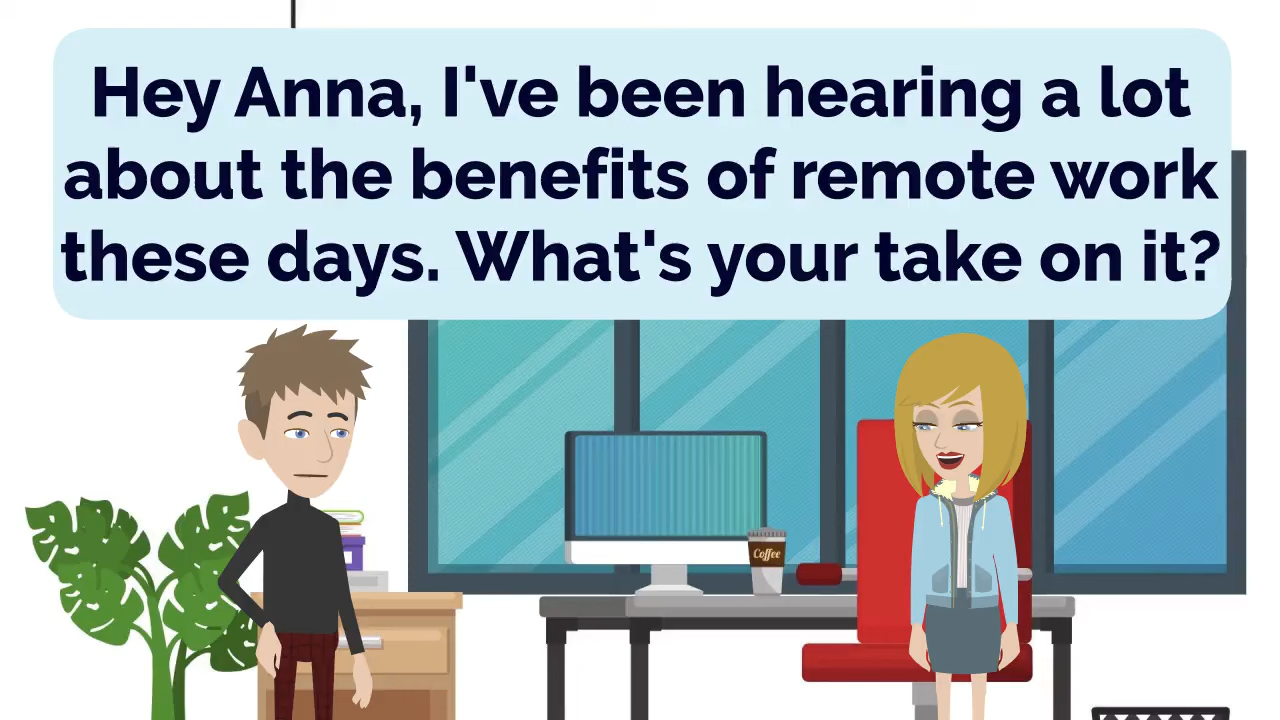 Hey Anna, I've been hearing a lot
about the benefits of remote work
these days. What's your take on it?
Coffee